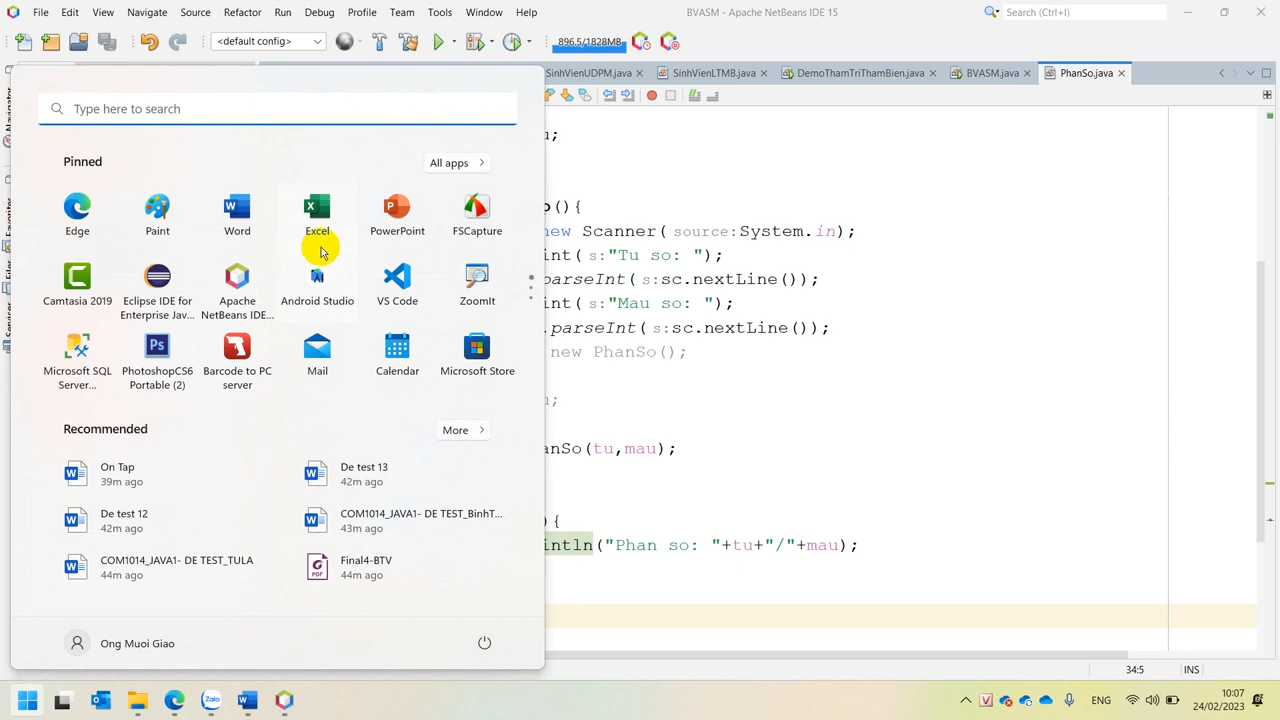 File Edit View Navigate Source Refactor Run Debug Profile Team Tools Window Help
BVASM - Apache NetBeans IDE 15
Search (Ctrl+I)
<default config>
896.5/1828MB
SinhVienUDPM.java SinhVienLTMB.java DemoThamTriThamBien.java BVASM.java PhanSo.java
Type here to search
Pinned
All apps
Edge Paint Word Excel PowerPoint FSCapture
Camtasia 2019 Eclipse IDE for Apache Android Studio VS Code ZoomIt
Enterprise Jav... NetBeans IDE...
Microsoft SQL PhotoshopCS6 Barcode to PC Mail Calendar Microsoft Store
Server... Portable (2) server
Recommended
More
On Tap
39m ago
De test 13
42m ago
De test 12
42m ago
COM1014_JAVA1- DE TEST_BinhT...
43m ago
COM1014_JAVA1- DE TEST_TULA
44m ago
Final4-BTV
44m ago
Ong Muoi Giao
u;
p(){
new Scanner( source:System.in);
int( s:"Tu so: ");
parseInt( s:sc.nextLine());
int( s:"Mau so: ");
.parseInt( s:sc.nextLine());
new PhanSo();
u;
anSo(tu,mau);
){
intln("Phan so: "+tu+"/"+mau);
34:5 INS
Zalo
ENG
10:07
24/02/2023